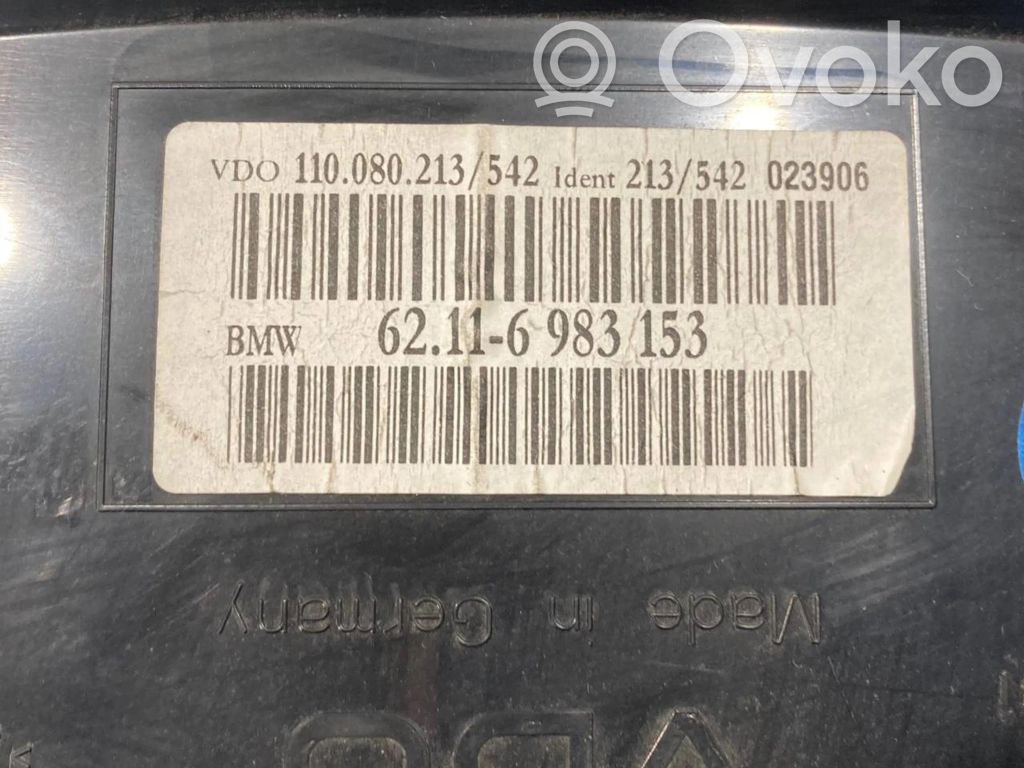 Ovoko
VDO 110.080.213/542 Ident 213/542 023906
BMW 62.11-6 983 153
Made in Germany
VDO